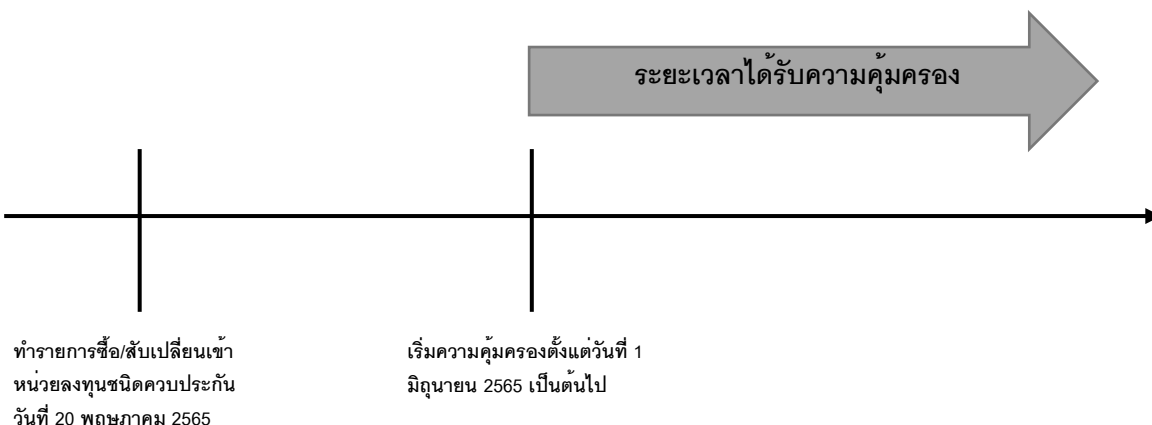 ระยะเวลาได้รับความคุ้มครอง
ทำรายการซื้อ/สับเปลี่ยนเข้า
หน่วยลงทุนชนิดควบประกัน
วันที่ 20 พฤษภาคม 2565
เริ่มความคุ้มครองตั้งแต่วันที่ 1
มิถุนายน 2565 เป็นต้นไป